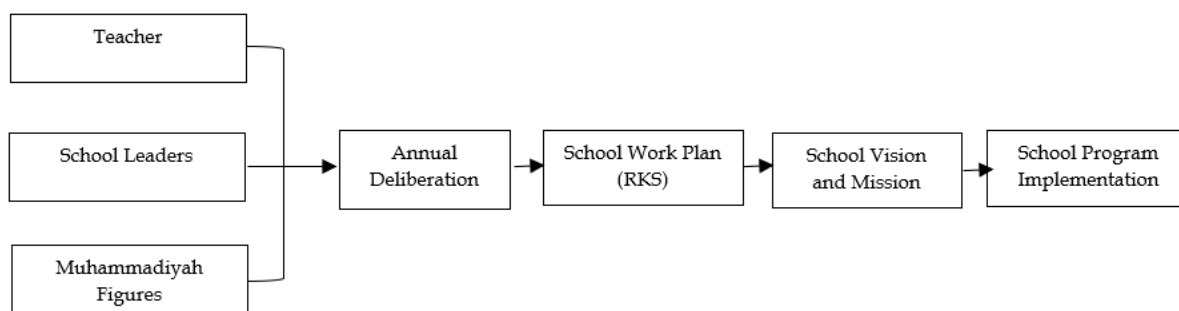 Teacher
School Leaders
Muhammadiyah
Figures
Annual
Deliberation
School Work Plan
(RKS)
School Vision
and Mission
School Program
Implementation